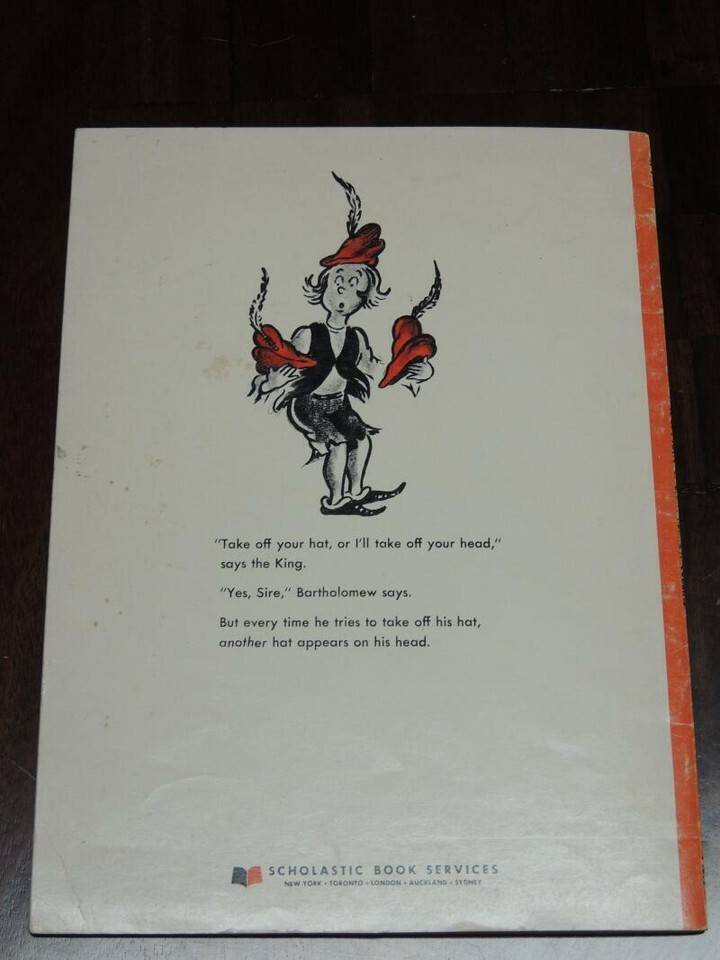 "Take off your hat, or I'll take off your head,"
says the King.
"Yes, Sire," Bartholomew says.
But every time he tries to take off his hat,
another hat appears on his head.
SCHOLASTIC BOOK SERVICES
NEW YORK • TORONTO • LONDON • AUCKLAND • SYDNEY